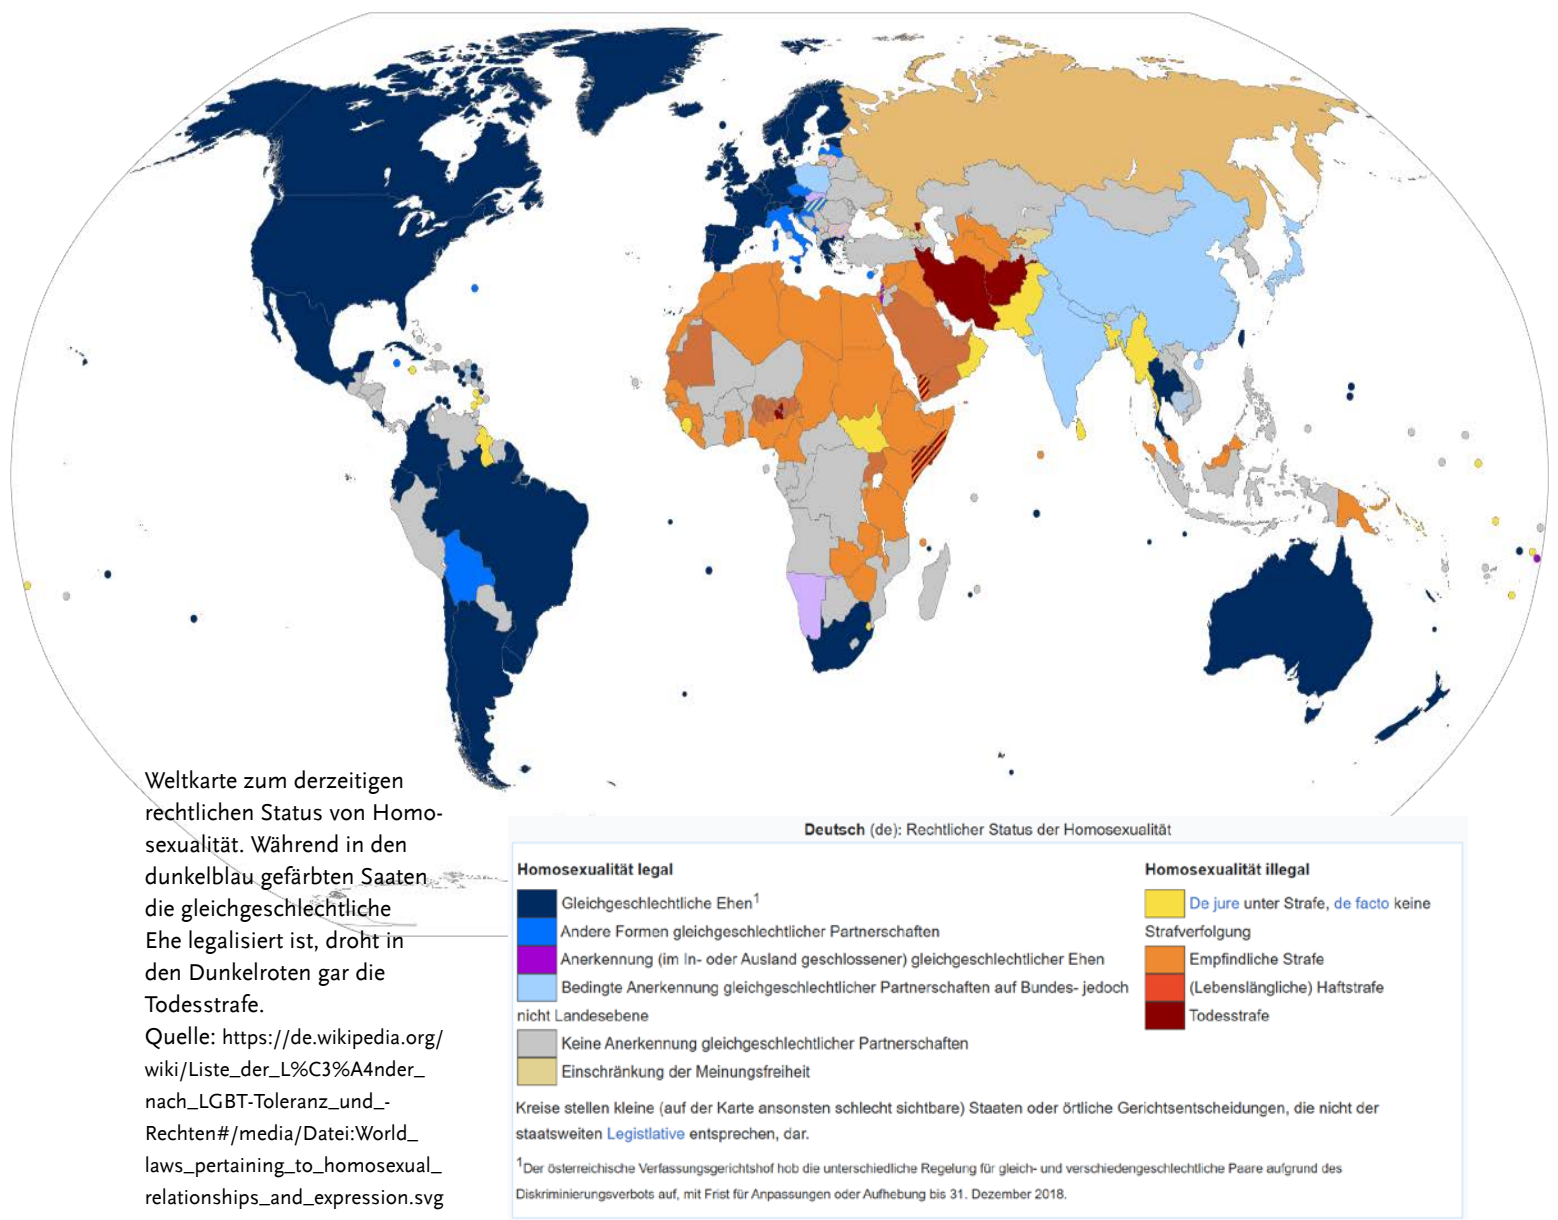 Weltkarte zum derzeitigen
rechtlichen Status von Homo-
sexualität. Während in den
dunkelblau gefärbten Saaten
die gleichgeschlechtliche
Ehe legalisiert ist, droht in
den Dunkelroten gar die
Todesstrafe.
Quelle: https://de.wikipedia.org/
wiki/Liste_der_L%C3%A4nder_
nach_LGBT-Toleranz_und_-
Rechten#/media/Datei:World_
laws_pertaining_to_homosexual_
relationships_and_expression.svg
Deutsch (de): Rechtlicher Status der Homosexualität
Homosexualität legal
Gleichgeschlechtliche Ehen1
Andere Formen gleichgeschlechtlicher Partnerschaften
Anerkennung (im In- oder Ausland geschlossener) gleichgeschlechtlicher Ehen
Bedingte Anerkennung gleichgeschlechtlicher Partnerschaften auf Bundes- jedoch
nicht Landesebene
Keine Anerkennung gleichgeschlechtlicher Partnerschaften
Einschränkung der Meinungsfreiheit
Homosexualität illegal
De jure unter Strafe, de facto keine
Strafverfolgung
Empfindliche Strafe
(Lebenslängliche) Haftstrafe
Todesstrafe
Kreise stellen kleine (auf der Karte ansonsten schlecht sichtbare) Staaten oder örtliche Gerichtsentscheidungen, die nicht der
staatsweiten Legistlative entsprechen, dar.
1Der österreichische Verfassungsgerichtshof hob die unterschiedliche Regelung für gleich- und verschiedengeschlechtliche Paare aufgrund des
Diskriminierungsverbots auf, mit Frist für Anpassungen oder Aufhebung bis 31. Dezember 2018.